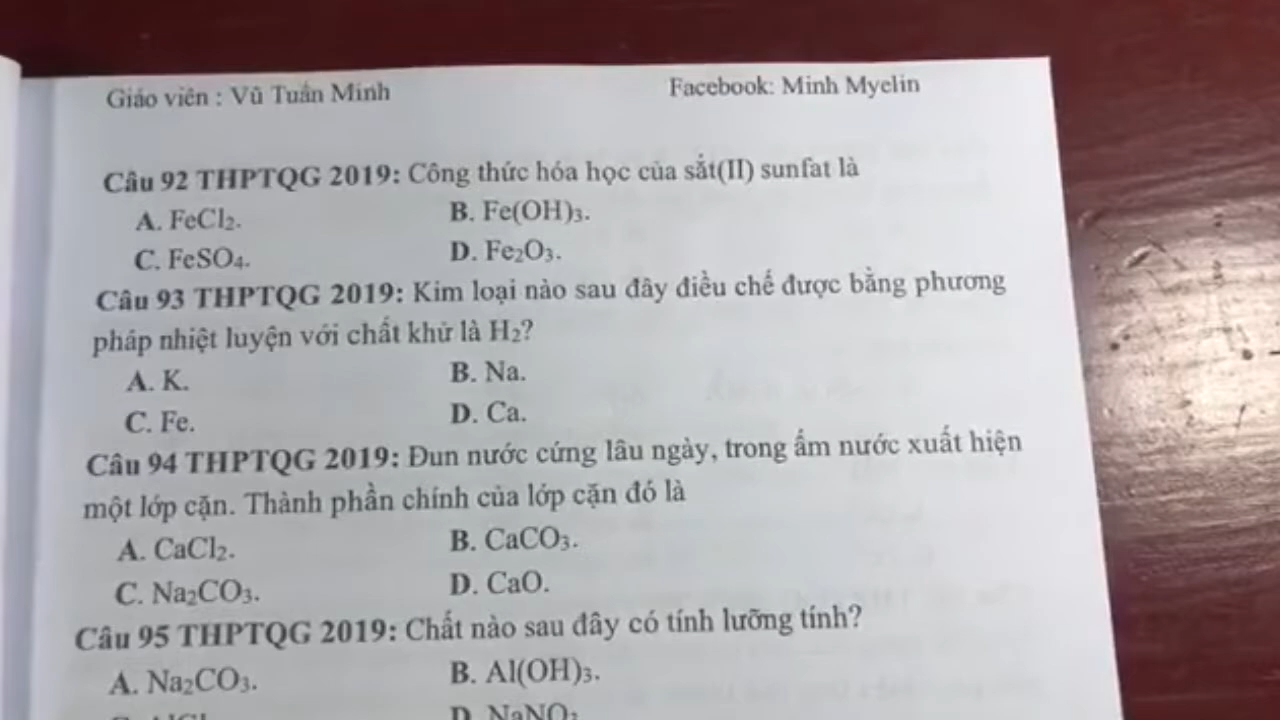 Giáo viên : Vũ Tuấn Minh Facebook: Minh Myelin
Câu 92 THPTQG 2019: Công thức hóa học của sắt(II) sunfat là
A. FeCl₂. B. Fe(OH)₃.
C. FeSO₄. D. Fe₂O₃.
Câu 93 THPTQG 2019: Kim loại nào sau đây điều chế được bằng phương
pháp nhiệt luyện với chất khử là H₂?
A. K. B. Na.
C. Fe. D. Ca.
Câu 94 THPTQG 2019: Đun nước cứng lâu ngày, trong ấm nước xuất hiện
một lớp cặn. Thành phần chính của lớp cặn đó là
A. CaCl₂. B. CaCO₃.
C. Na₂CO₃. D. CaO.
Câu 95 THPTQG 2019: Chất nào sau đây có tính lưỡng tính?
A. Na₂CO₃. B. Al(OH)₃.
D. NaNO₃